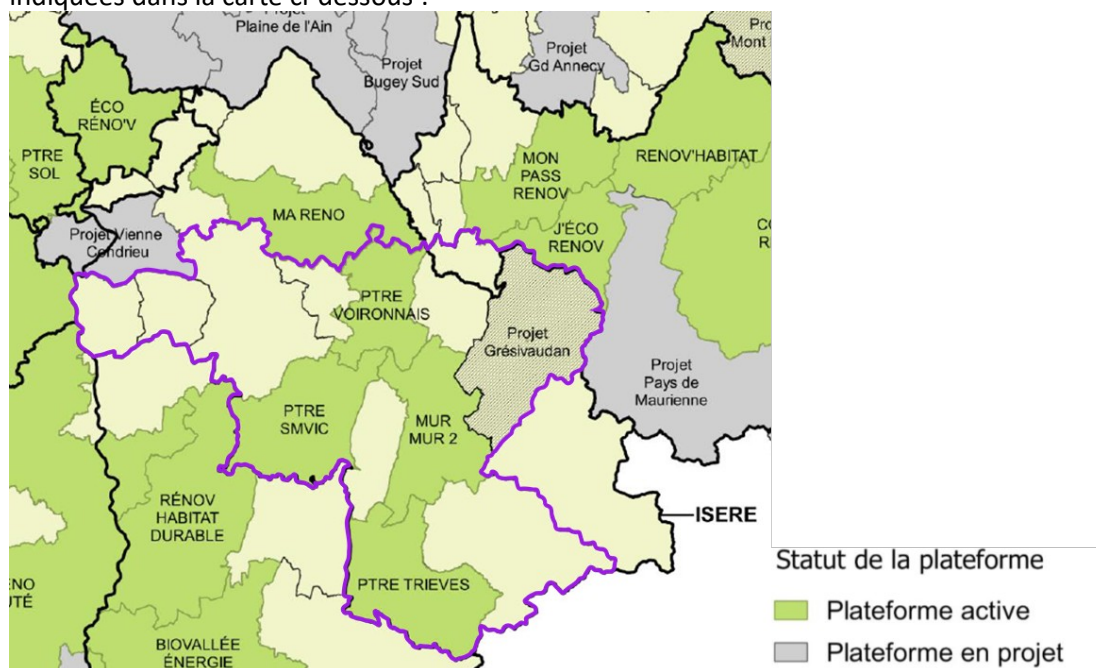 indiquées dans la carte ci-dessous :
Plaine de l'Ain
Projet
Bugey Sud
Projet
Gd Annecy
Mont
ÉCO
RÉNO'V
PTRE
SOL
MON
PASS
RENOV
RENOV'HABITAT
MA RENO
J'ÉCO
RENOV
Projet Vienne
Condrieu
PTRE
VOIRONNAIS
Projet
Grésivaudan
Projet
Pays de
Maurienne
PTRE
SMVIC
MUR
MUR 2
RÉNOV
HABITAT
DURABLE
ISERE
PTRE TRIEVES
BIOVALLÉE
ÉNERGIE
Statut de la plateforme
Plateforme active
Plateforme en projet